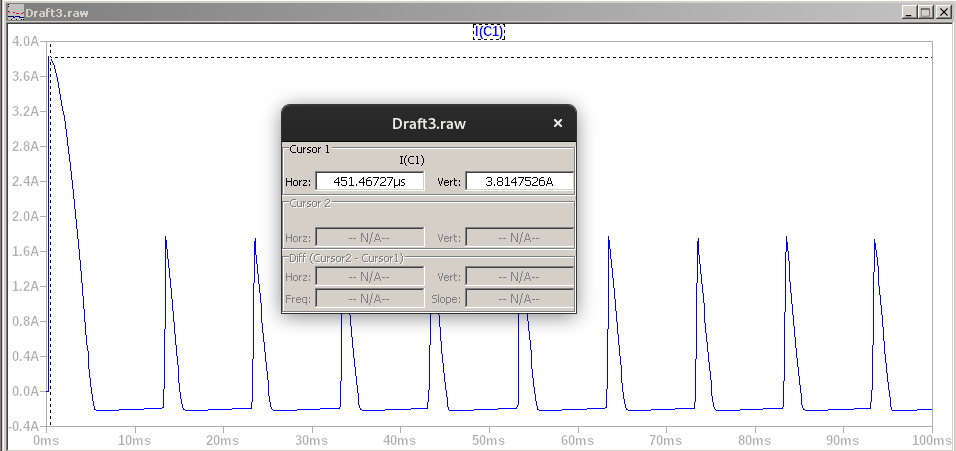 Draft3.raw
I(C1)
4.0A
3.6A
3.2A
2.8A
2.4A
2.0A
1.6A
1.2A
0.8A
0.4A
0.0A
-0.4A
0ms 10ms 20ms 30ms 40ms 50ms 60ms 70ms 80ms 90ms 100ms
Draft3.raw
Cursor 1
I(C1)
Horz: 451.46727µs Vert: 3.8147526A
Cursor 2
Horz: -- N/A-- Vert: -- N/A--
Diff (Cursor2 - Cursor1)
Horz: -- N/A-- Vert: -- N/A--
Freq: -- N/A-- Slope: -- N/A--